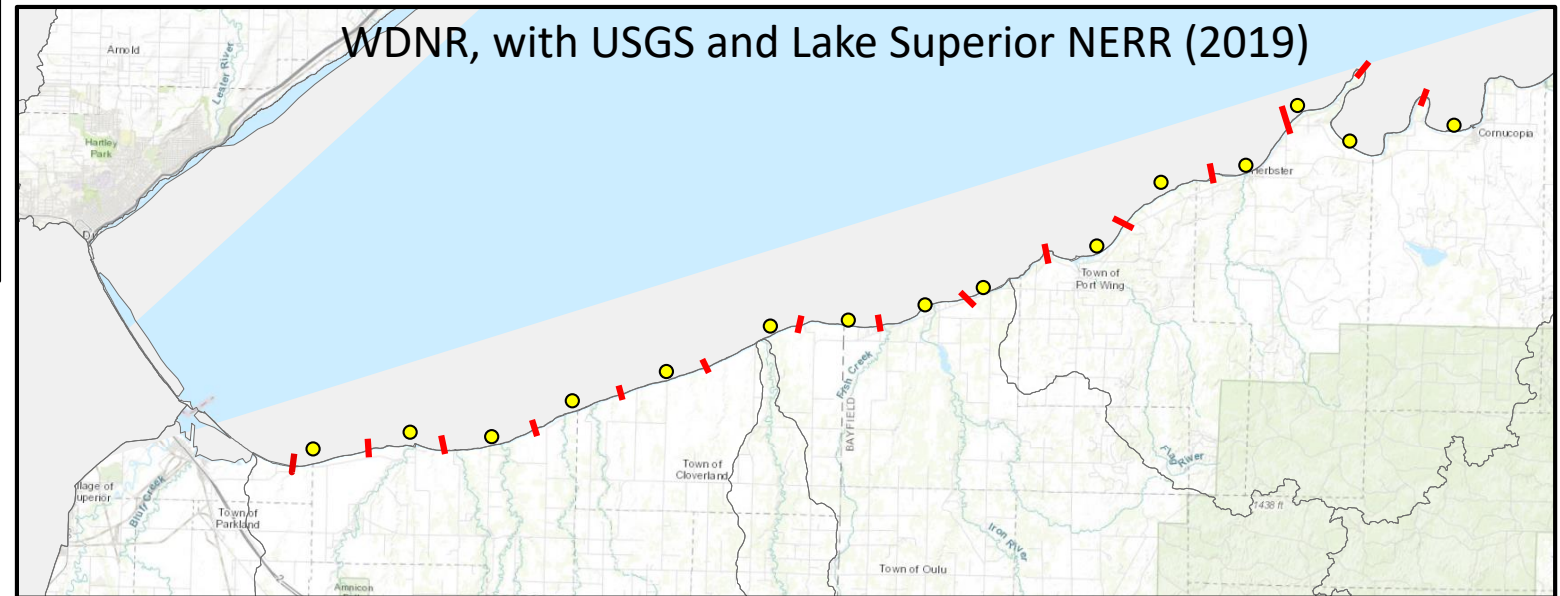 WDNR, with USGS and Lake Superior NERR (2019)
Arnold
Lester River
Hartley
Park
Cornucopia
Herbster
Town of
Port Wing
Fish Creek
BAYFIELD
Flag
River
Town of
Cloverland
1438 ft
Town of
Parkland
Bluff Creek
Iron River
Town of Oulu
Amnicon
2